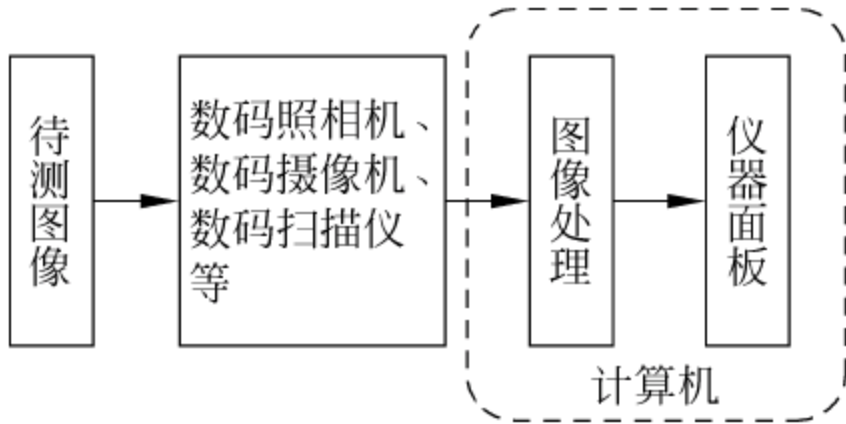 待测图像
数码照相机、
数码摄像机、
数码扫描仪
等
图像处理
仪器面板
计算机